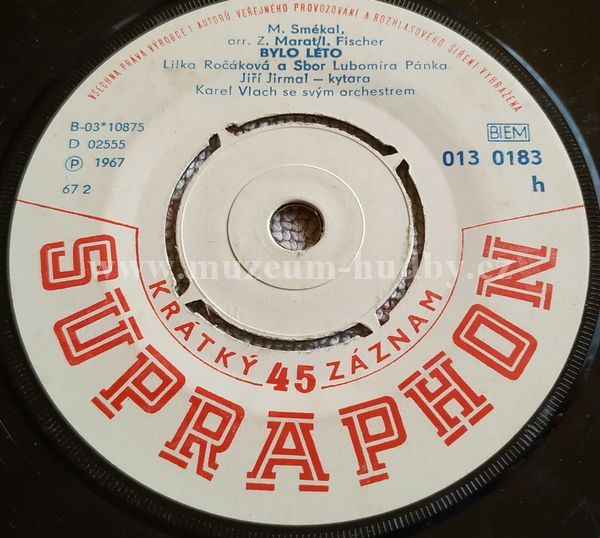 VŠECHNA PRÁVA VÝROBCE I AUTORŮ, VEŘEJNÉHO PROVOZOVÁNÍ A ROZHLASOVÉHO ŠÍŘENÍ VYHRAŽENA
M. Smékal,
arr. Z. Marat/I. Fischer
BYLO LÉTO
Lilka Ročáková a Sbor Lubomíra Pánka
Jiří Jirmal – kytara
Karel Vlach se svým orchestrem
B-03*10875
D 02555
Ⓟ 1967
67 2
BIEM
013 0183
h
www.muzeum-hudby.cz
KRÁTKÝ 45 ZÁZNAM
SUPRAPHON